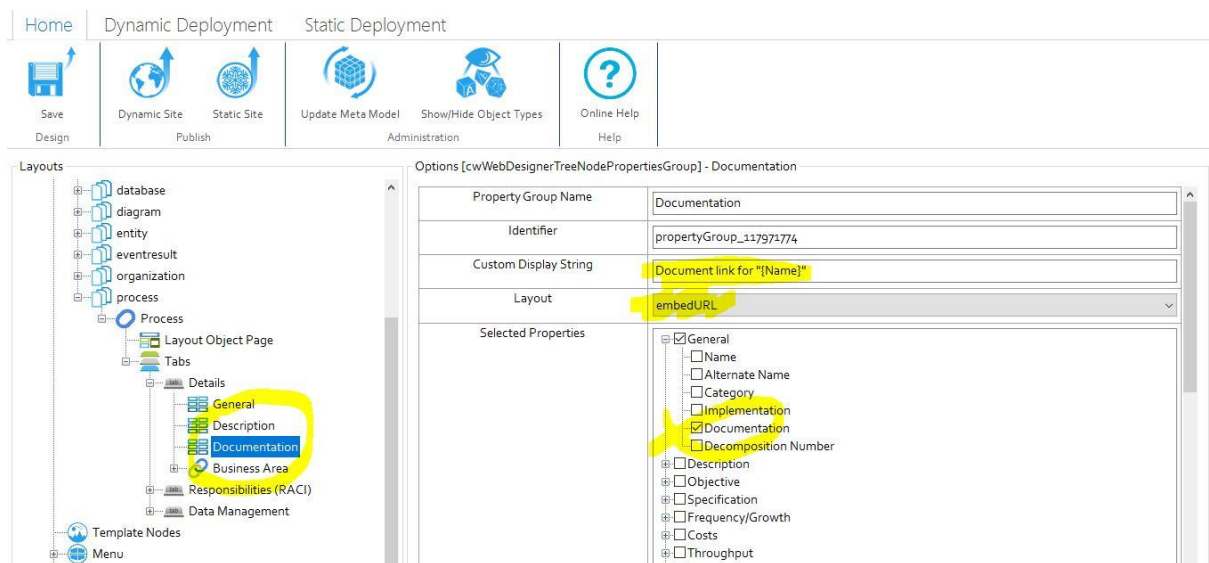 Home Dynamic Deployment Static Deployment
Save Dynamic Site Static Site Update Meta Model Show/Hide Object Types Online Help
Design Publish Administration Help
Layouts
database
diagram
entity
eventresult
organization
process
Process
Layout Object Page
Tabs
Details
General
Description
Documentation
Business Area
Responsibilities (RACI)
Data Management
Template Nodes
Menu
Options [cwWebDesignerTreeNodePropertiesGroup] - Documentation
Property Group Name Documentation
Identifier propertyGroup_117971774
Custom Display String Document link for "{Name}"
Layout embedURL
Selected Properties
General
Name
Alternate Name
Category
Implementation
Documentation
Decomposition Number
Description
Objective
Specification
Frequency/Growth
Costs
Throughput